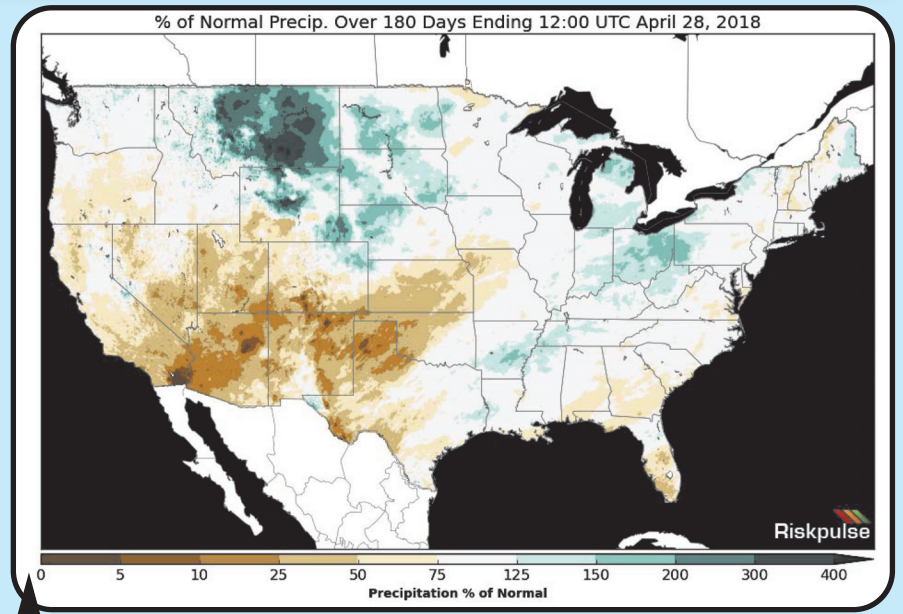 % of Normal Precip. Over 180 Days Ending 12:00 UTC April 28, 2018
Riskpulse
0 5 10 25 50 75 125 150 200 300 400
Precipitation % of Normal